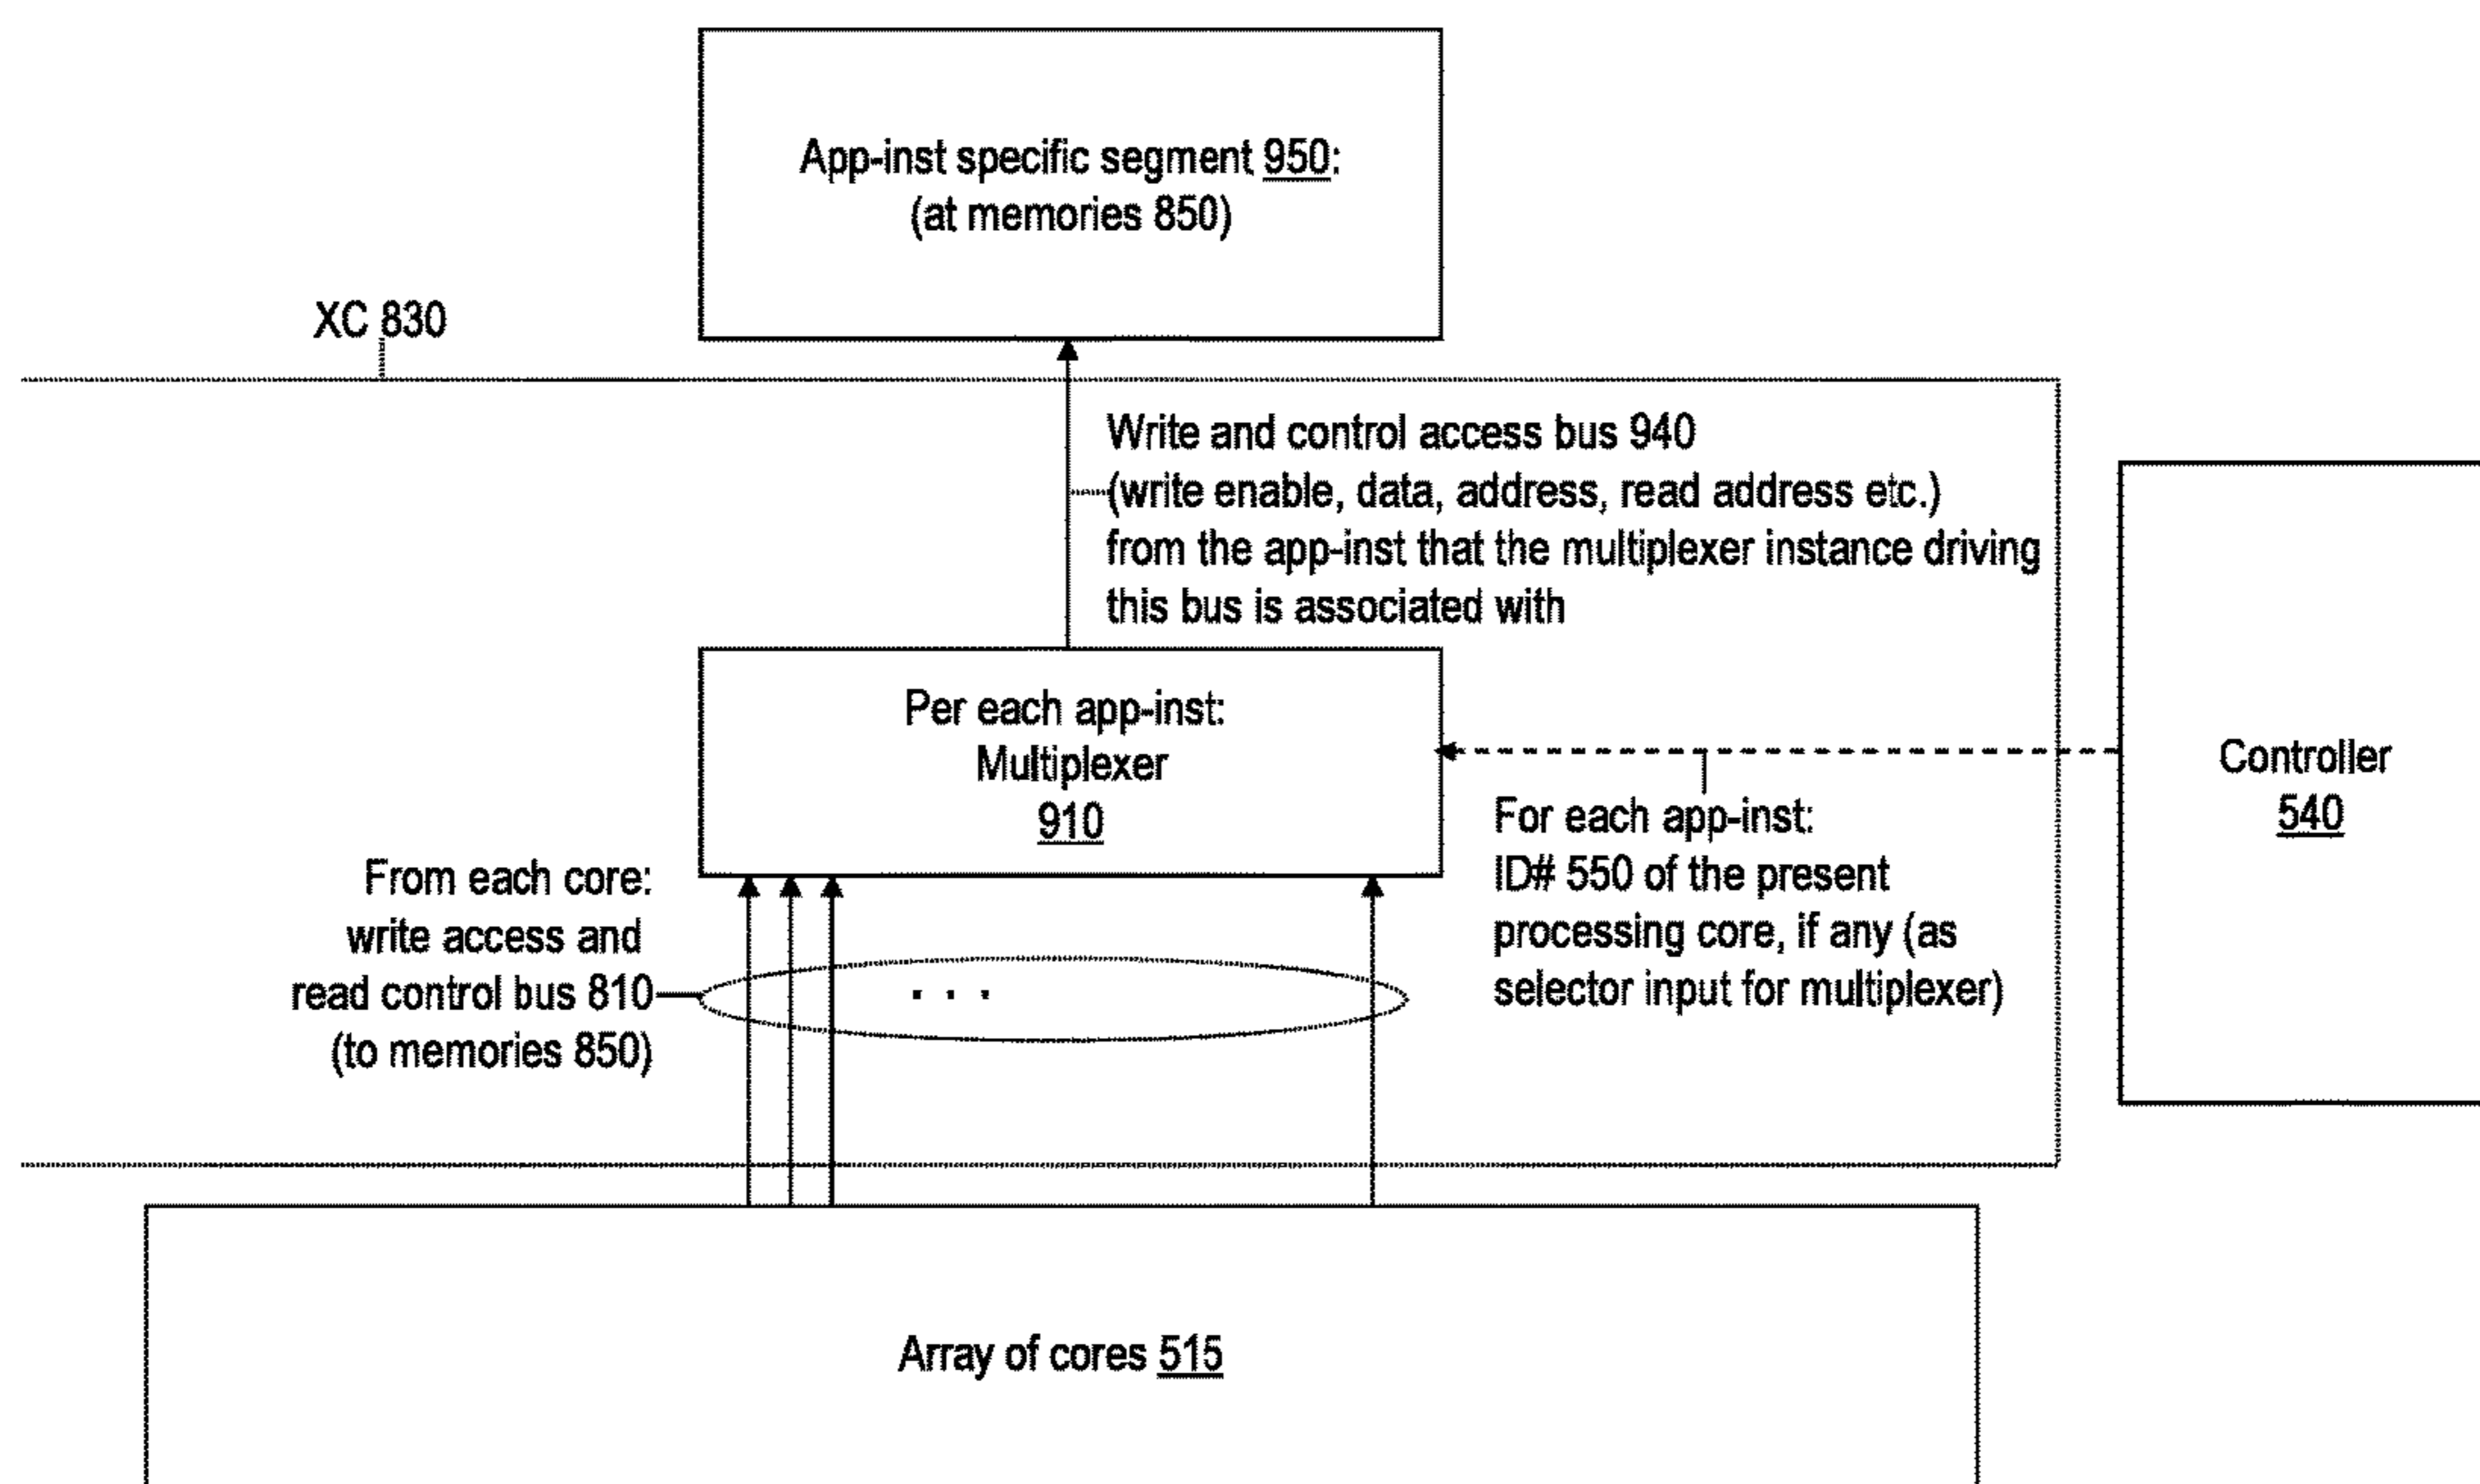 App-inst specific segment 950:
(at memories 850)
XC 830
Write and control access bus 940
(write enable, data, address, read address etc.)
from the app-inst that the multiplexer instance driving
this bus is associated with
Per each app-inst:
Multiplexer
910
Controller
540
For each app-inst:
ID# 550 of the present
processing core, if any (as
selector input for multiplexer)
From each core:
write access and
read control bus 810
(to memories 850)
. . .
Array of cores 515